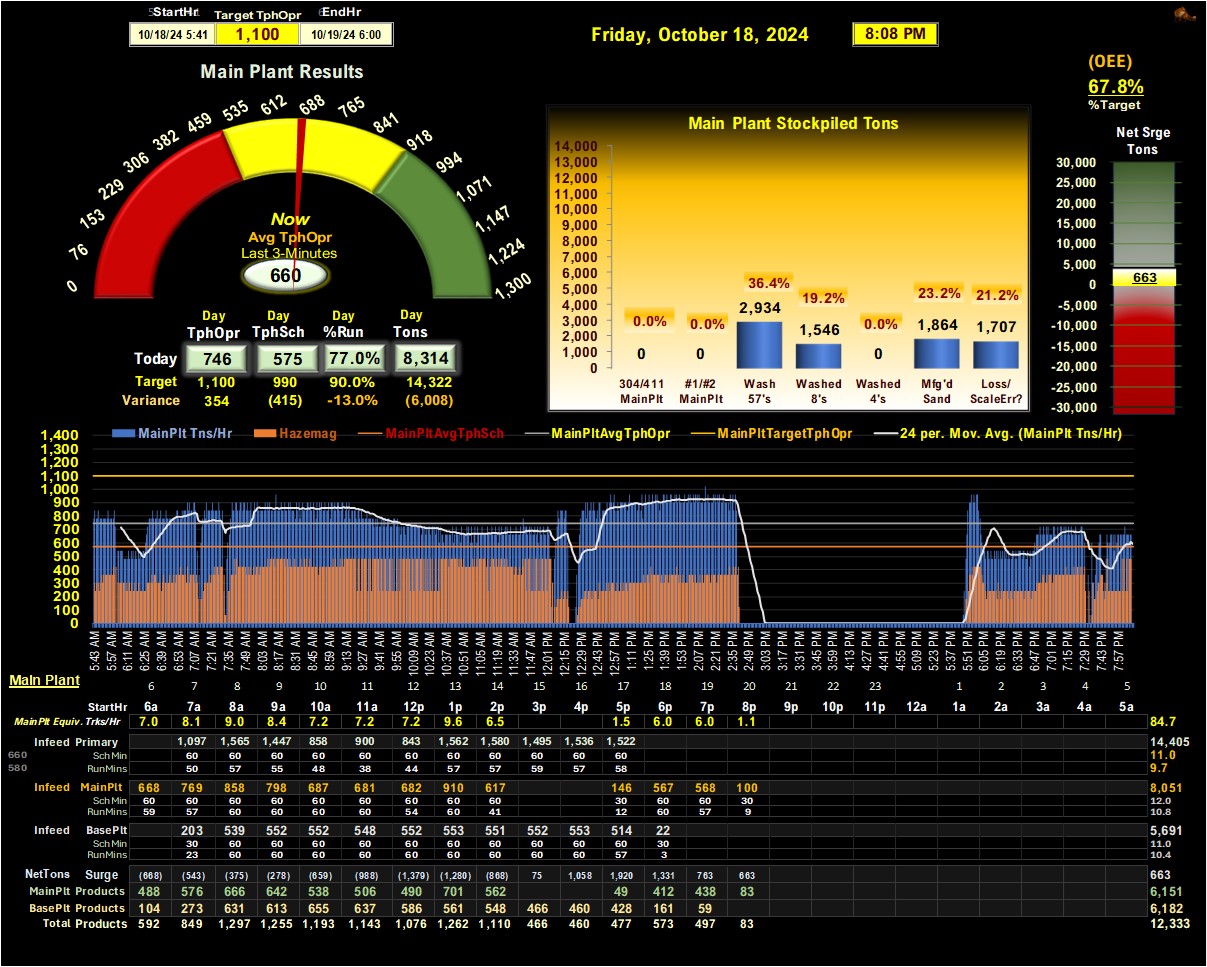 StartHr Target TphOpr EndHr
10/18/24 5:41 1,100 10/19/24 6:00
Friday, October 18, 2024 8:08 PM
Main Plant Results
(OEE)
67.8%
%Target
0 76 153 229 306 382 459 535 612 688 765 841 918 994 1,071 1,147 1,224 1,300
Now
Avg TphOpr
Last 3-Minutes
660
Day Day Day Day
TphOpr TphSch %Run Tons
Today 746 575 77.0% 8,314
Target 1,100 990 90.0% 14,322
Variance 354 (415) -13.0% (6,008)
Main Plant Stockpiled Tons
14,000
13,000
12,000
11,000
10,000
9,000
8,000
7,000
6,000
5,000
4,000
3,000
2,000
1,000
0
0.0% 0.0% 36.4% 19.2% 0.0% 23.2% 21.2%
0 0 2,934 1,546 0 1,864 1,707
304/411 #1/#2 Wash Washed Washed Mfg'd Loss/
MainPlt MainPlt 57's 8's 4's Sand ScaleErr?
Net Srge
Tons
30,000
25,000
20,000
15,000
10,000
5,000
663
0
-5,000
-10,000
-15,000
-20,000
-25,000
-30,000
MainPlt Tns/Hr Hazemag MainPltAvgTphSch MainPltAvgTphOpr MainPltTargetTphOpr 24 per. Mov. Avg. (MainPlt Tns/Hr)
1,400
1,300
1,200
1,100
1,000
900
800
700
600
500
400
300
200
100
0
5:43 AM 5:57 AM 6:11 AM 6:25 AM 6:39 AM 6:53 AM 7:07 AM 7:21 AM 7:35 AM 7:49 AM 8:03 AM 8:17 AM 8:31 AM 8:45 AM 8:59 AM 9:13 AM 9:27 AM 9:41 AM 9:55 AM 10:09 AM 10:23 AM 10:37 AM 10:51 AM 11:05 AM 11:19 AM 11:33 AM 11:47 AM 12:01 PM 12:15 PM 12:29 PM 12:43 PM 12:57 PM 1:11 PM 1:25 PM 1:39 PM 1:53 PM 2:07 PM 2:21 PM 2:35 PM 2:49 PM 3:03 PM 3:17 PM 3:31 PM 3:45 PM 3:59 PM 4:13 PM 4:27 PM 4:41 PM 4:55 PM 5:09 PM 5:23 PM 5:37 PM 5:51 PM 6:05 PM 6:19 PM 6:33 PM 6:47 PM 7:01 PM 7:15 PM 7:29 PM 7:43 PM 7:57 PM
Main Plant
6 7 8 9 10 11 12 13 14 15 16 17 18 19 20 21 22 23 1 2 3 4 5
StartHr 6a 7a 8a 9a 10a 11a 12p 1p 2p 3p 4p 5p 6p 7p 8p 9p 10p 11p 12a 1a 2a 3a 4a 5a
MainPlt Equiv. Trks/Hr 7.0 8.1 9.0 8.4 7.2 7.2 7.2 9.6 6.5 1.5 6.0 6.0 1.1 84.7
Infeed Primary 1,097 1,565 1,447 858 900 843 1,562 1,580 1,495 1,536 1,522 14,405
660 Sch Min 60 60 60 60 60 60 60 60 60 60 60 11.0
580 RunMins 50 57 55 48 38 44 57 57 59 57 58 9.7
Infeed MainPlt 668 769 858 798 687 681 682 910 617 146 567 568 100 8,051
Sch Min 60 60 60 60 60 60 60 60 60 30 60 60 30 12.0
RunMins 59 57 60 60 60 60 54 60 41 12 60 57 9 10.8
Infeed BasePlt 203 539 552 552 548 552 553 551 552 553 514 22 5,691
Sch Min 30 60 60 60 60 60 60 60 60 60 60 30 11.0
RunMins 23 60 60 60 60 60 60 60 60 60 57 3 10.4
NetTons Surge (668) (543) (375) (278) (659) (988) (1,379) (1,280) (868) 75 1,058 1,920 1,331 763 663 663
MainPlt Products 488 576 666 642 538 506 490 701 562 49 412 438 83 6,151
BasePlt Products 104 273 631 613 655 637 586 561 548 466 460 428 161 59 6,182
Total Products 592 849 1,297 1,255 1,193 1,143 1,076 1,262 1,110 466 460 477 573 497 83 12,333